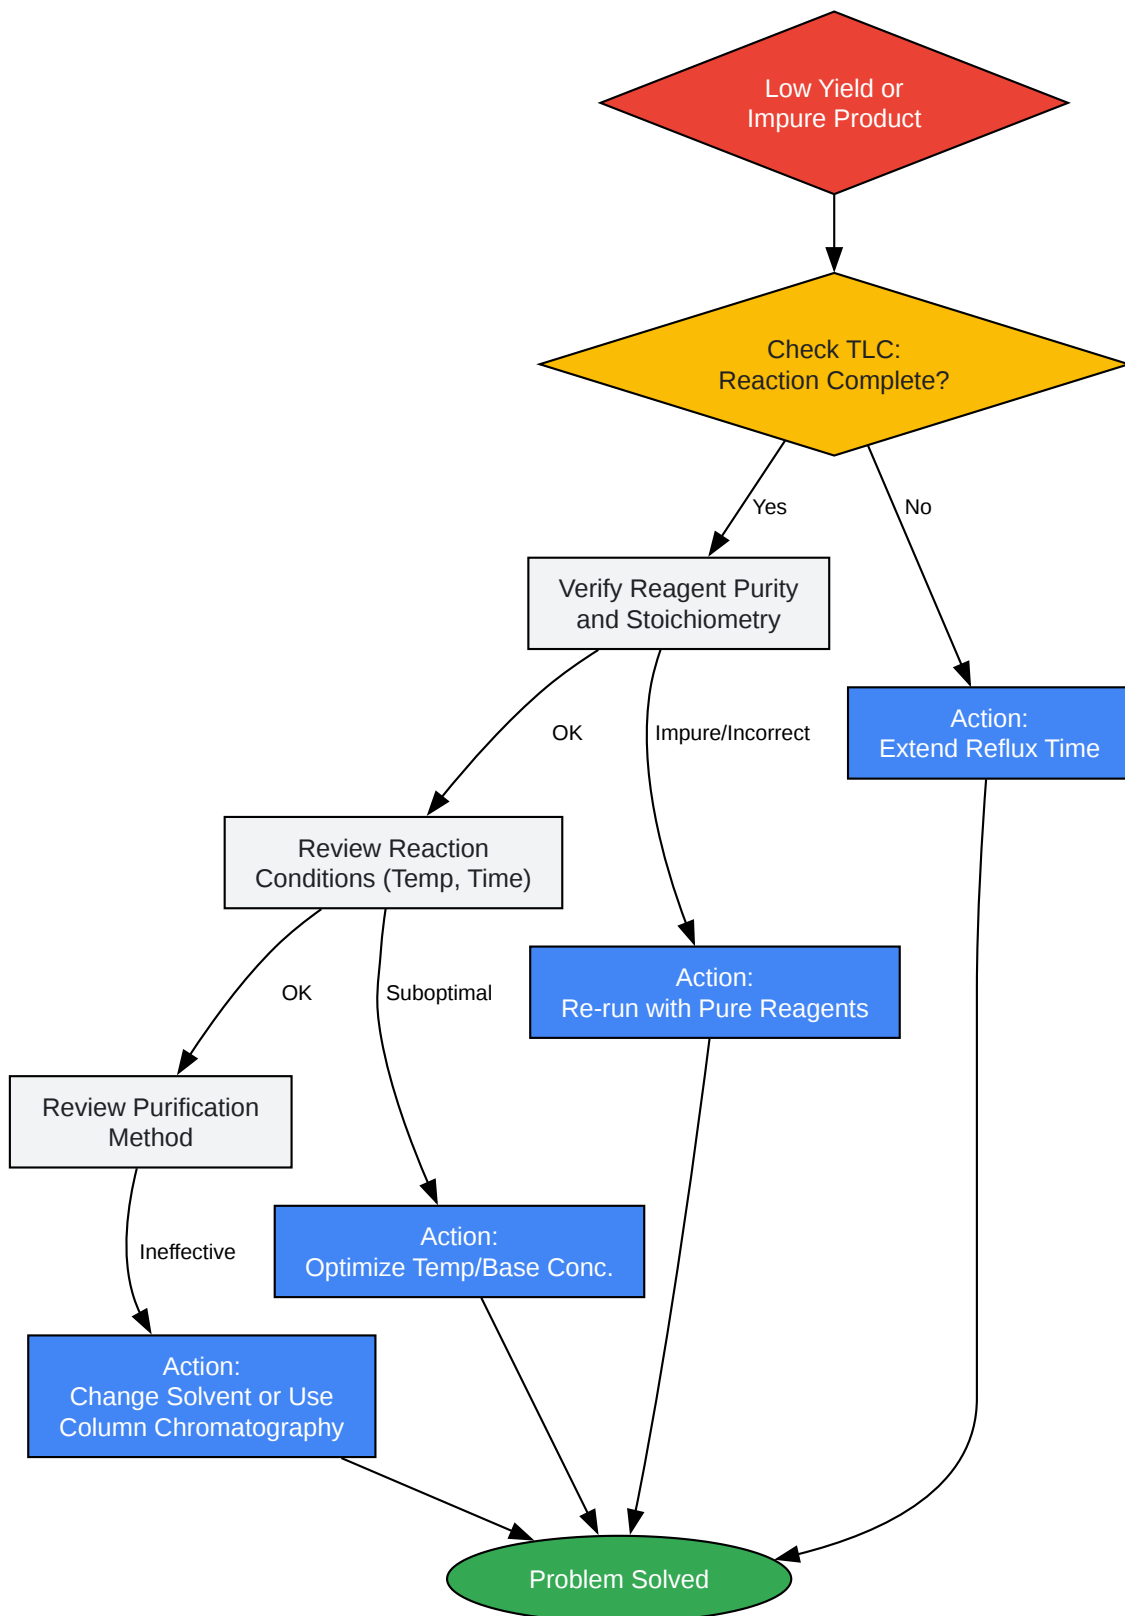 Low Yield or
Impure Product
Check TLC:
Reaction Complete?
Yes
No
Verify Reagent Purity
and Stoichiometry
Action:
Extend Reflux Time
OK
Impure/Incorrect
Review Reaction
Conditions (Temp, Time)
Action:
Re-run with Pure Reagents
OK
Suboptimal
Review Purification
Method
Action:
Optimize Temp/Base Conc.
Ineffective
Action:
Change Solvent or Use
Column Chromatography
Problem Solved